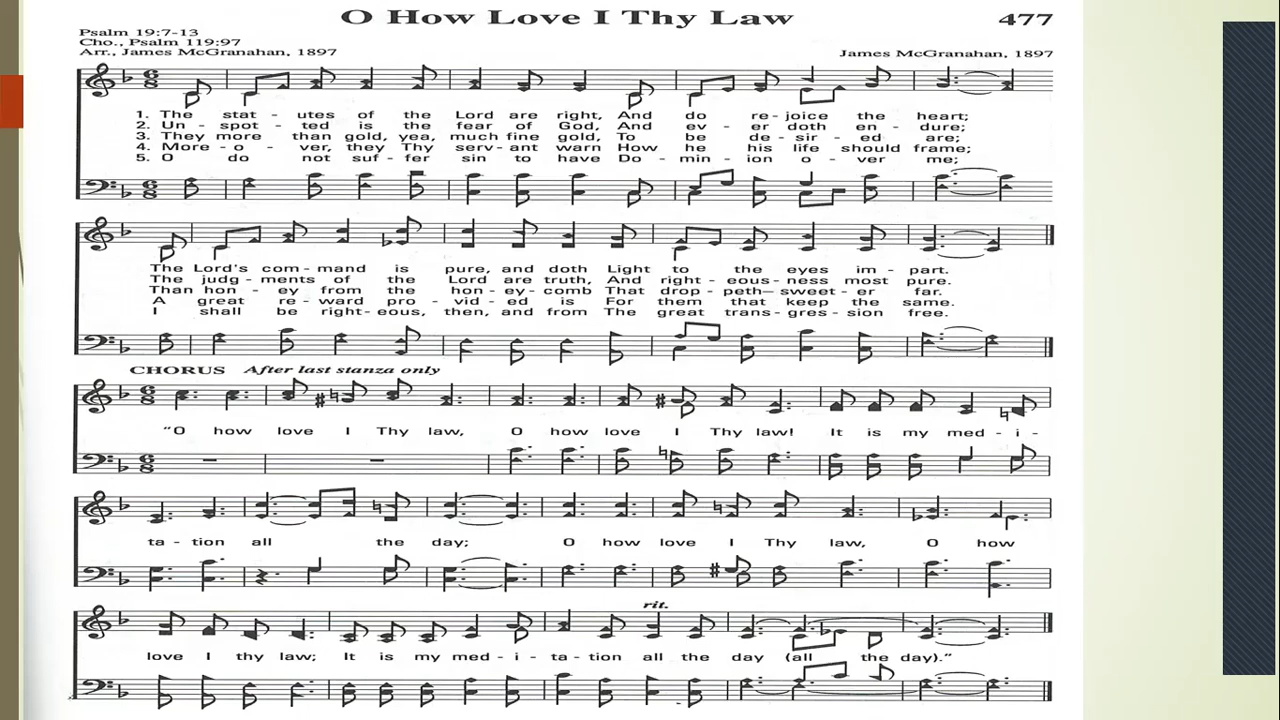 O How Love I Thy Law 477
Psalm 19:7-13
Cho., Psalm 119:97
Arr., James McGranahan, 1897 James McGranahan, 1897
1. The stat - utes of the Lord are right, And do re - joice the heart;
2. Un - spot - ted is the fear of God, And ev - er doth en - dure;
3. They more than gold, yea, much fine gold, To be de - sir - ed are;
4. More - o - ver, they Thy serv - ant warn How he his life should frame;
5. O do not suf - fer sin to have Do - min - ion o - ver me;
The Lord's com - mand is pure, and doth Light to the eyes im - part.
The judg - ments of the Lord are truth, And right - eous - ness most pure.
Than hon - ey from the hon - ey - comb That drop - peth— sweet - er far.
A great re - ward pro - vid - ed is For them that keep the same.
I shall be right - eous, then, and from The great trans - gres - sion free.
CHORUS After last stanza only
"O how love I Thy law, O how love I Thy law! It is my med - i -
ta - tion all the day; O how love I Thy law, O how
rit.
love I thy law; It is my med - i - ta - tion all the day (all the day)."